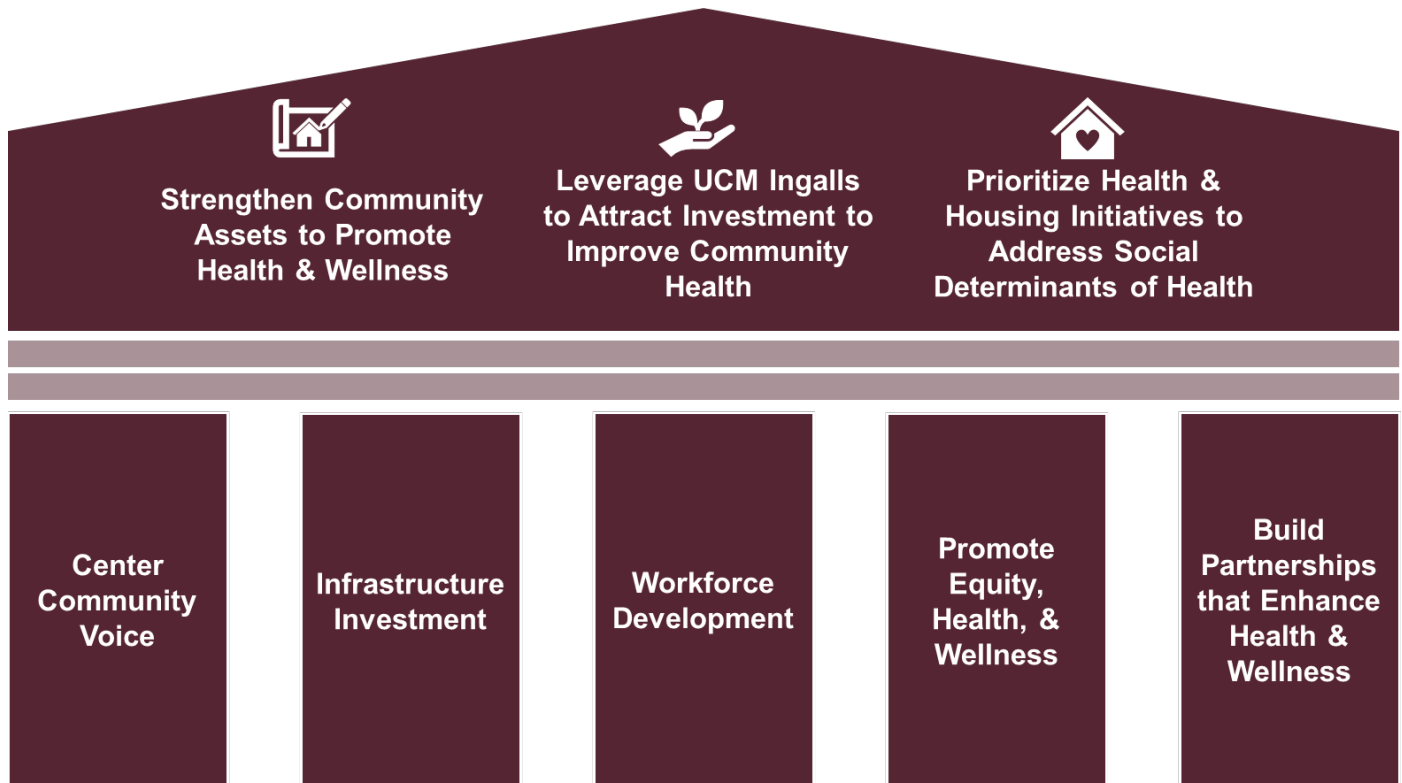 Strengthen Community
Assets to Promote
Health & Wellness
Leverage UCM Ingalls
to Attract Investment to
Improve Community
Health
Prioritize Health &
Housing Initiatives to
Address Social
Determinants of Health
Center
Community
Voice
Infrastructure
Investment
Workforce
Development
Promote
Equity,
Health, &
Wellness
Build
Partnerships
that Enhance
Health &
Wellness